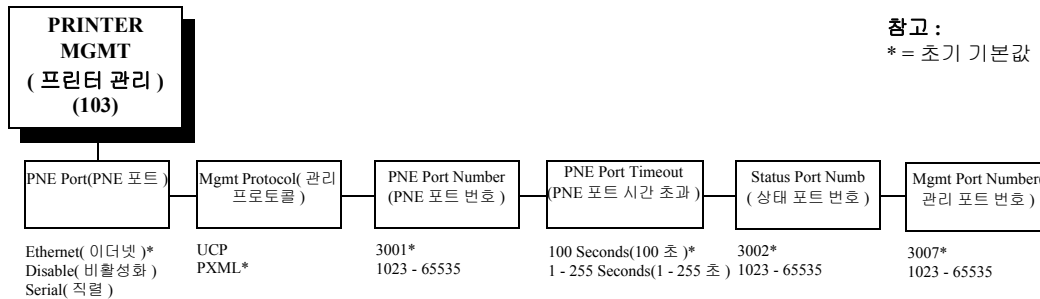 PRINTER
MGMT
( 프린터 관리 )
(103)
참고 :
* = 초기 기본값
PNE Port(PNE 포트 )
Mgmt Protocol( 관리
프로토콜 )
PNE Port Number
(PNE 포트 번호 )
PNE Port Timeout
(PNE 포트 시간 초과 )
Status Port Numb
( 상태 포트 번호 )
Mgmt Port Number(
관리 포트 번호 )
Ethernet( 이더넷 )*
Disable( 비활성화 )
Serial( 직렬 )
UCP
PXML*
3001*
1023 - 65535
100 Seconds(100 초 )*
1 - 255 Seconds(1 - 255 초 )
3002*
1023 - 65535
3007*
1023 - 65535